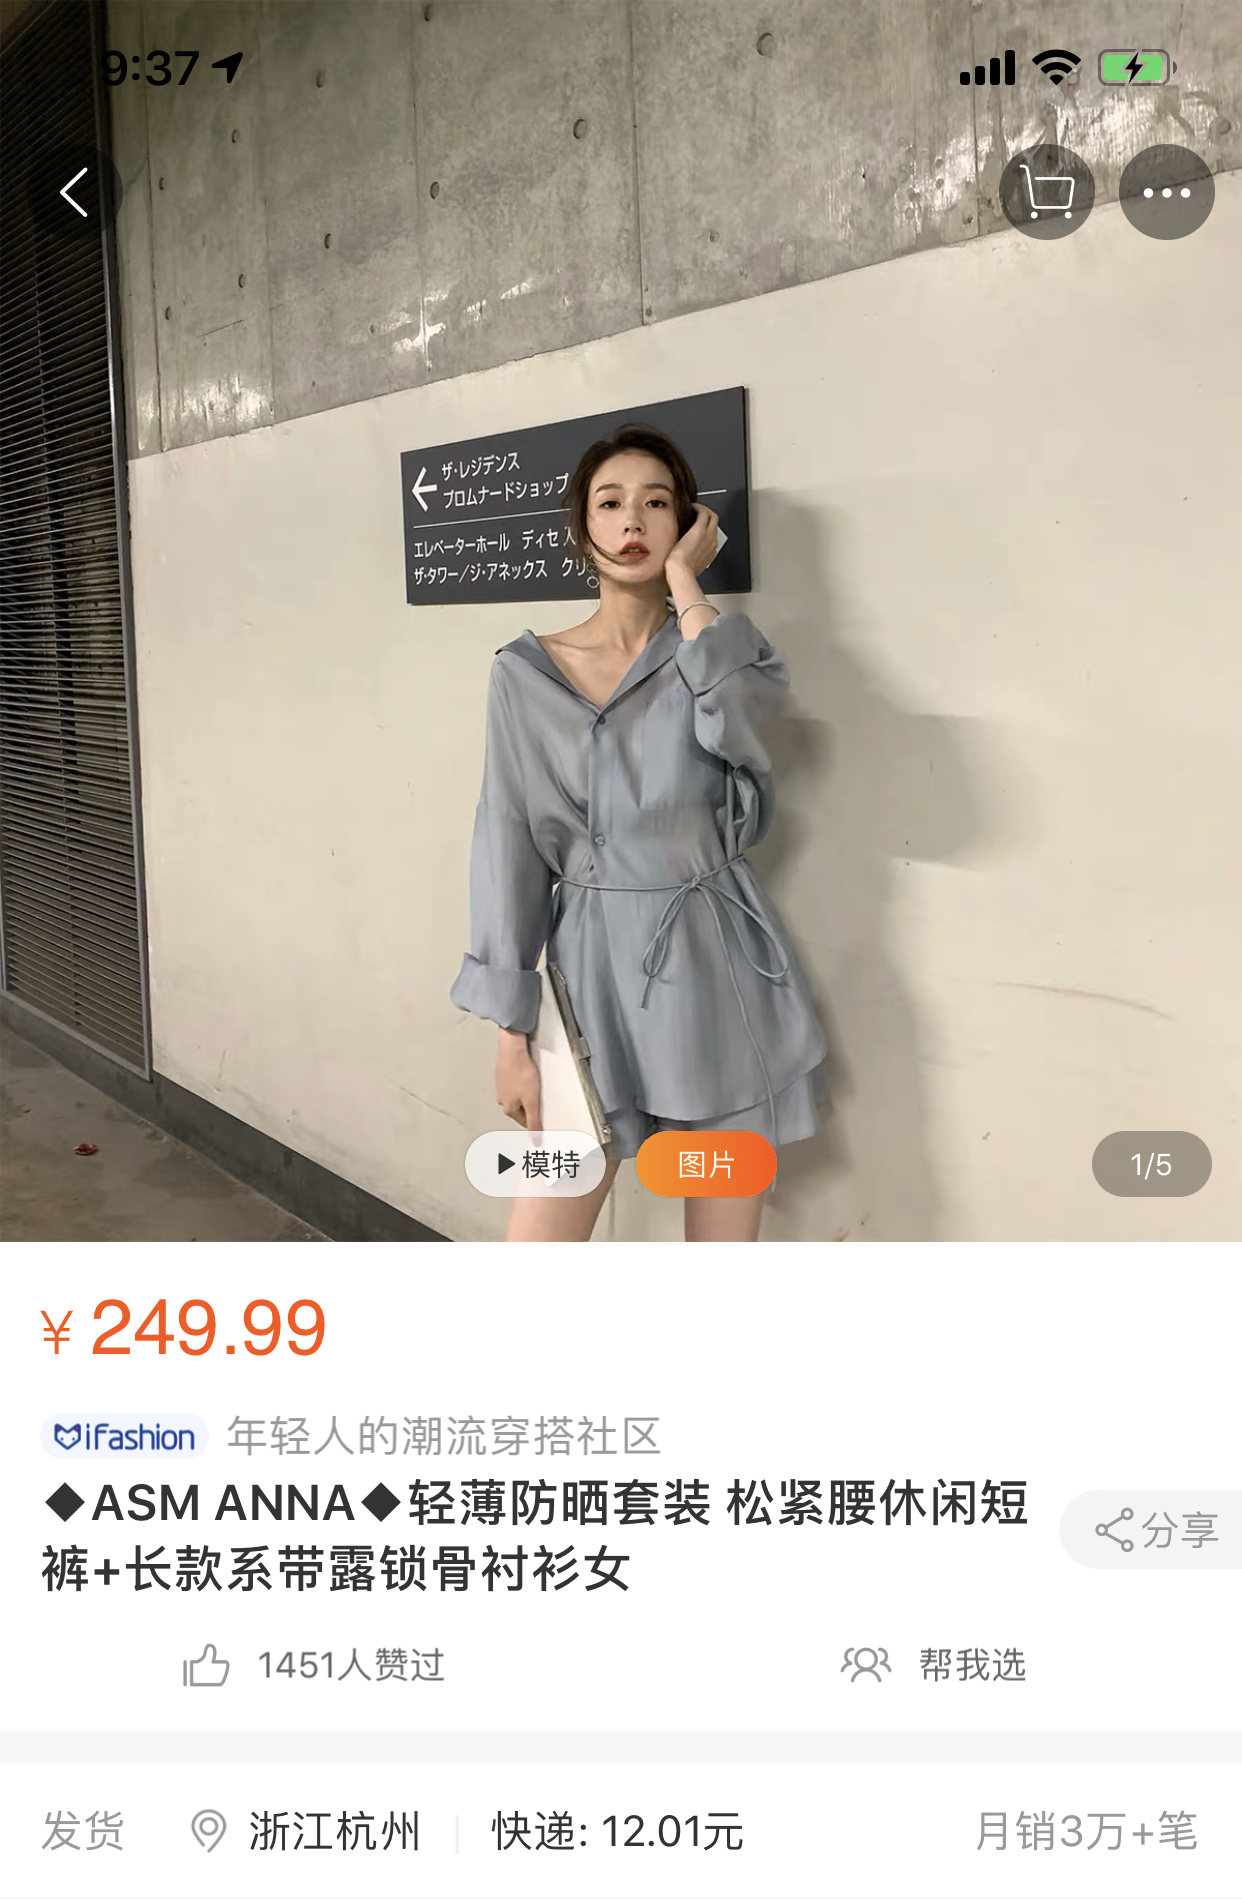 9:37
ザ・レジデンス
プロムナードショップ
エレベーターホール ディセ
ザ・タワー/ジ・アネックス クリ
模特
图片
1/5
¥ 249.99
iFashion 年轻人的潮流穿搭社区
◆ASM ANNA◆轻薄防晒套装 松紧腰休闲短
裤+长款系带露锁骨衬衫女
分享
1451人赞过
帮我选
发货 浙江杭州 | 快递: 12.01元 月销3万+笔